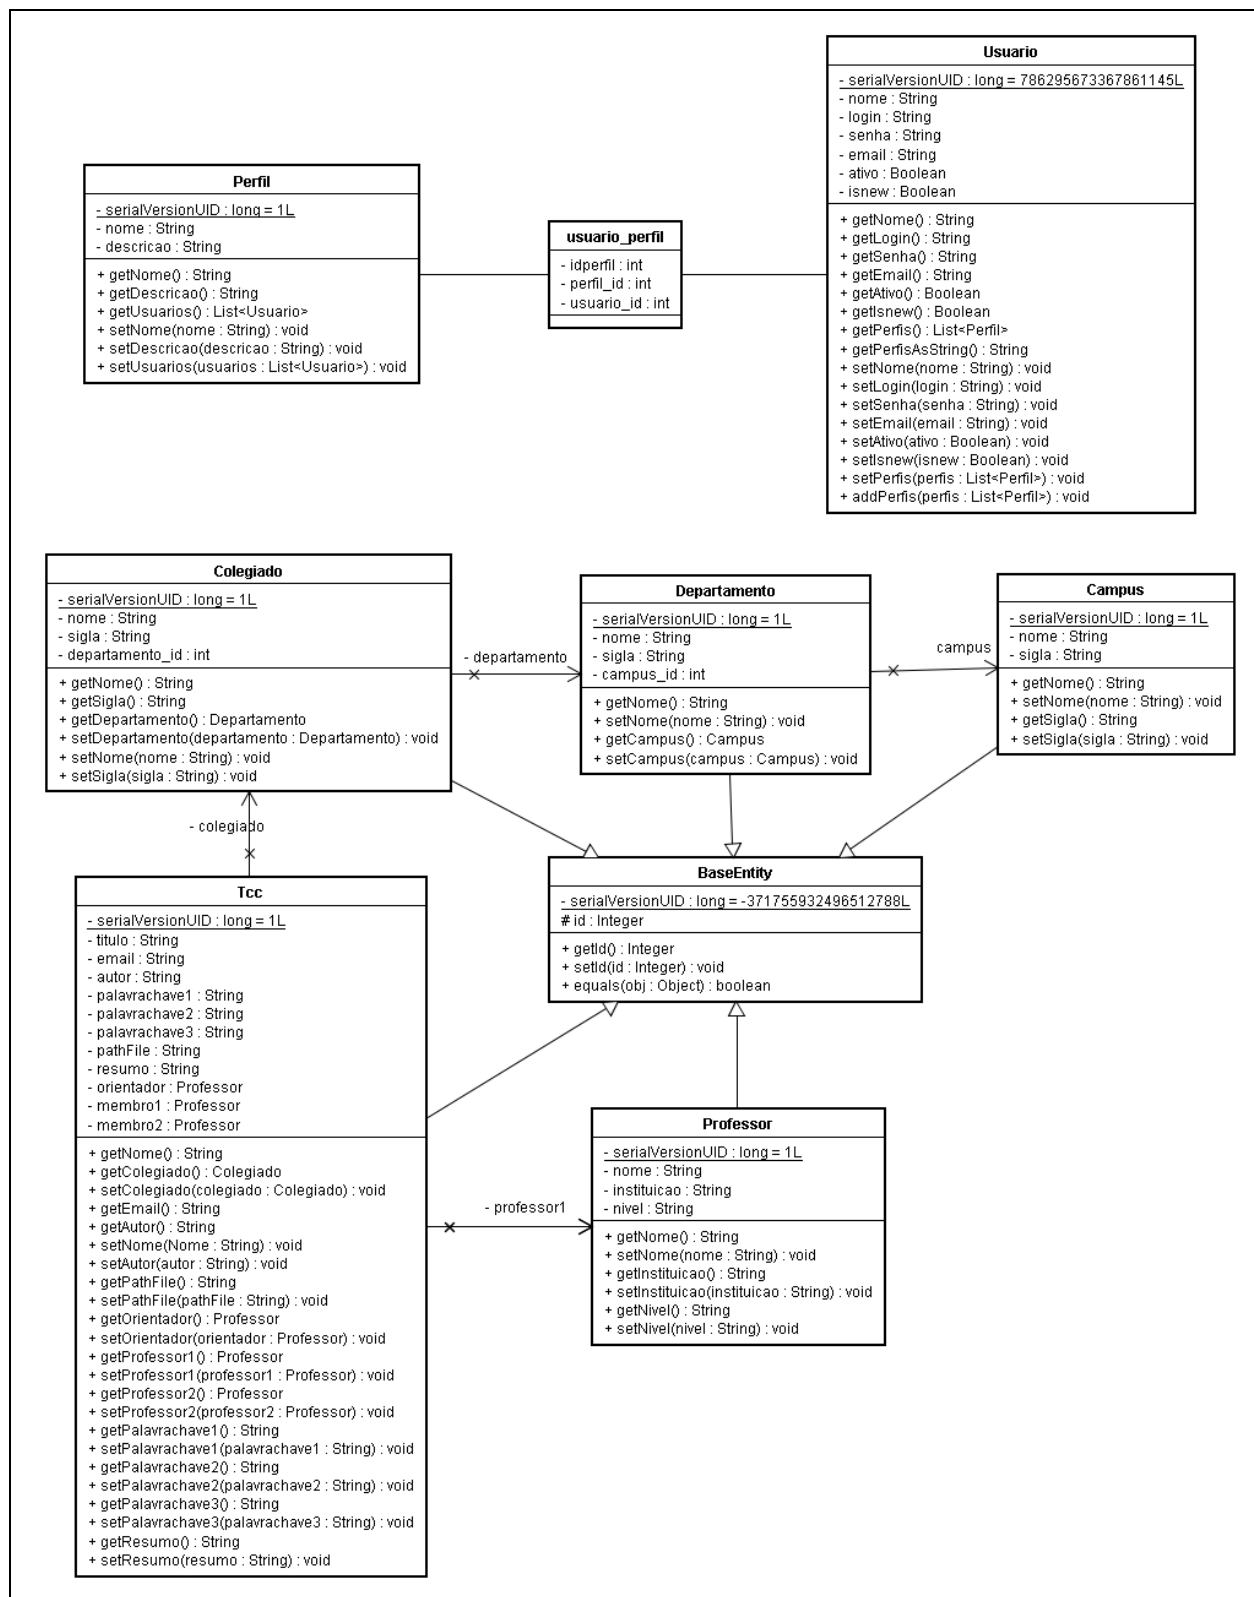 Usuario
- serialVersionUID : long = 786295673367861145L
- nome : String
- login : String
- senha : String
- email : String
- ativo : Boolean
- isnew : Boolean
+ getNome() : String
+ getLogin() : String
+ getSenha() : String
+ getEmail() : String
+ getAtivo() : Boolean
+ getIsnew() : Boolean
+ getPerfis() : List<Perfil>
+ getPerfisAsString() : String
+ setNome(nome : String) : void
+ setLogin(login : String) : void
+ setSenha(senha : String) : void
+ setEmail(email : String) : void
+ setAtivo(ativo : Boolean) : void
+ setIsnew(isnew : Boolean) : void
+ setPerfis(perfis : List<Perfil>) : void
+ addPerfis(perfis : List<Perfil>) : void
Perfil
- serialVersionUID : long = 1L
- nome : String
- descricao : String
+ getNome() : String
+ getDescricao() : String
+ getUsuarios() : List<Usuario>
+ setNome(nome : String) : void
+ setDescricao(descricao : String) : void
+ setUsuarios(usuarios : List<Usuario>) : void
usuario_perfil
- idperfil : int
- perfil_id : int
- usuario_id : int
Colegiado
- serialVersionUID : long = 1L
- nome : String
- sigla : String
- departamento_id : int
+ getNome() : String
+ getSigla() : String
+ getDepartamento() : Departamento
+ setDepartamento(departamento : Departamento) : void
+ setNome(nome : String) : void
+ setSigla(sigla : String) : void
- departamento
Departamento
- serialVersionUID : long = 1L
- nome : String
- sigla : String
- campus_id : int
+ getNome() : String
+ setNome(nome : String) : void
+ getCampus() : Campus
+ setCampus(campus : Campus) : void
campus
Campus
- serialVersionUID : long = 1L
- nome : String
- sigla : String
+ getNome() : String
+ setNome(nome : String) : void
+ getSigla() : String
+ setSigla(sigla : String) : void
- colegiado
BaseEntity
- serialVersionUID : long = -371755932496512788L
# id : Integer
+ getId() : Integer
+ setId(id : Integer) : void
+ equals(obj : Object) : boolean
Tcc
- serialVersionUID : long = 1L
- titulo : String
- email : String
- autor : String
- palavrachave1 : String
- palavrachave2 : String
- palavrachave3 : String
- pathFile : String
- resumo : String
- orientador : Professor
- membro1 : Professor
- membro2 : Professor
+ getNome() : String
+ getColegiado() : Colegiado
+ setColegiado(colegiado : Colegiado) : void
+ getEmail() : String
+ getAutor() : String
+ setNome(Nome : String) : void
+ setAutor(autor : String) : void
+ getPathFile() : String
+ setPathFile(pathFile : String) : void
+ getOrientador() : Professor
+ setOrientador(orientador : Professor) : void
+ getProfessor1() : Professor
+ setProfessor1(professor1 : Professor) : void
+ getProfessor2() : Professor
+ setProfessor2(professor2 : Professor) : void
+ getPalavrachave1() : String
+ setPalavrachave1(palavrachave1 : String) : void
+ getPalavrachave2() : String
+ setPalavrachave2(palavrachave2 : String) : void
+ getPalavrachave3() : String
+ setPalavrachave3(palavrachave3 : String) : void
+ getResumo() : String
+ setResumo(resumo : String) : void
- professor1
Professor
- serialVersionUID : long = 1L
- nome : String
- instituicao : String
- nivel : String
+ getNome() : String
+ setNome(nome : String) : void
+ getInstituicao() : String
+ setInstituicao(instituicao : String) : void
+ getNivel() : String
+ setNivel(nivel : String) : void